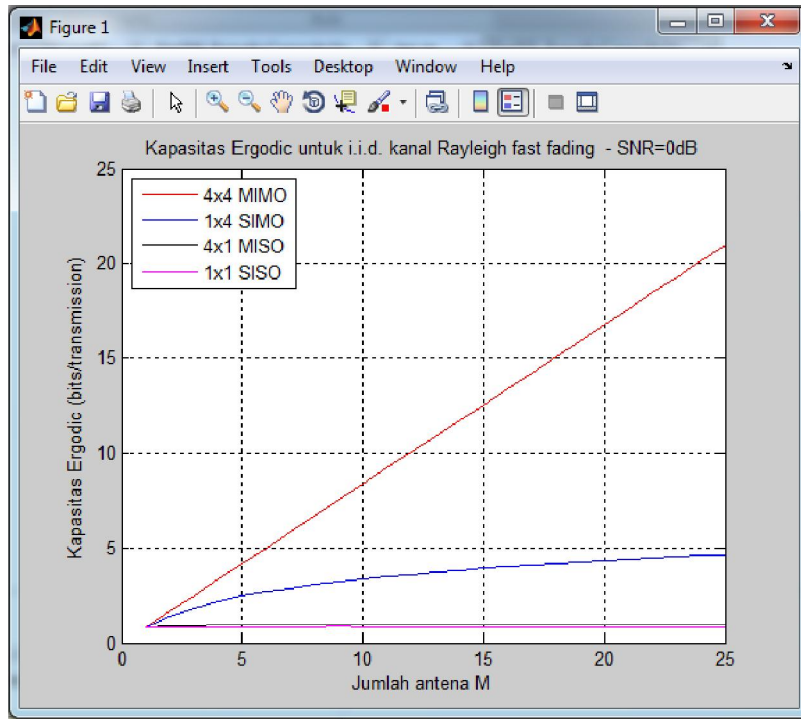 Figure 1
File Edit View Insert Tools Desktop Window Help
Kapasitas Ergodic untuk i.i.d. kanal Rayleigh fast fading - SNR=0dB
25
20
15
10
5
0
Kapasitas Ergodic (bits/transmission)
4x4 MIMO
1x4 SIMO
4x1 MISO
1x1 SISO
0 5 10 15 20 25
Jumlah antena M